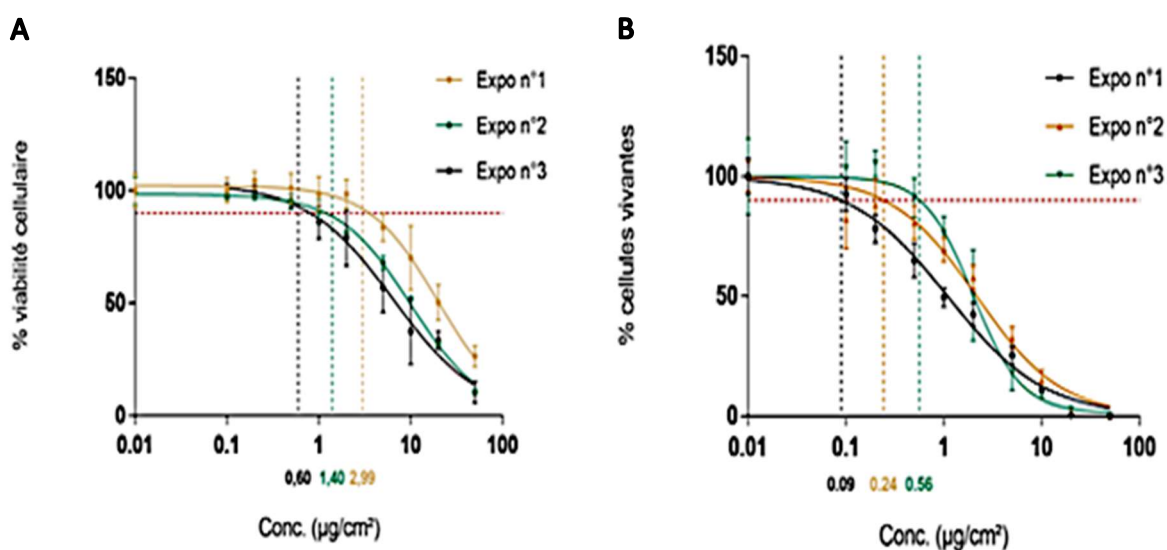 A
% viabilité cellulaire
150
100
50
0
0.01 0.1 1 10 100
0,60 1,40 2,99
Conc. (µg/cm²)
Expo n°1
Expo n°2
Expo n°3
B
% cellules vivantes
150
100
50
0
0.01 0.1 1 10 100
0.09 0.24 0.56
Conc. (µg/cm²)
Expo n°1
Expo n°2
Expo n°3